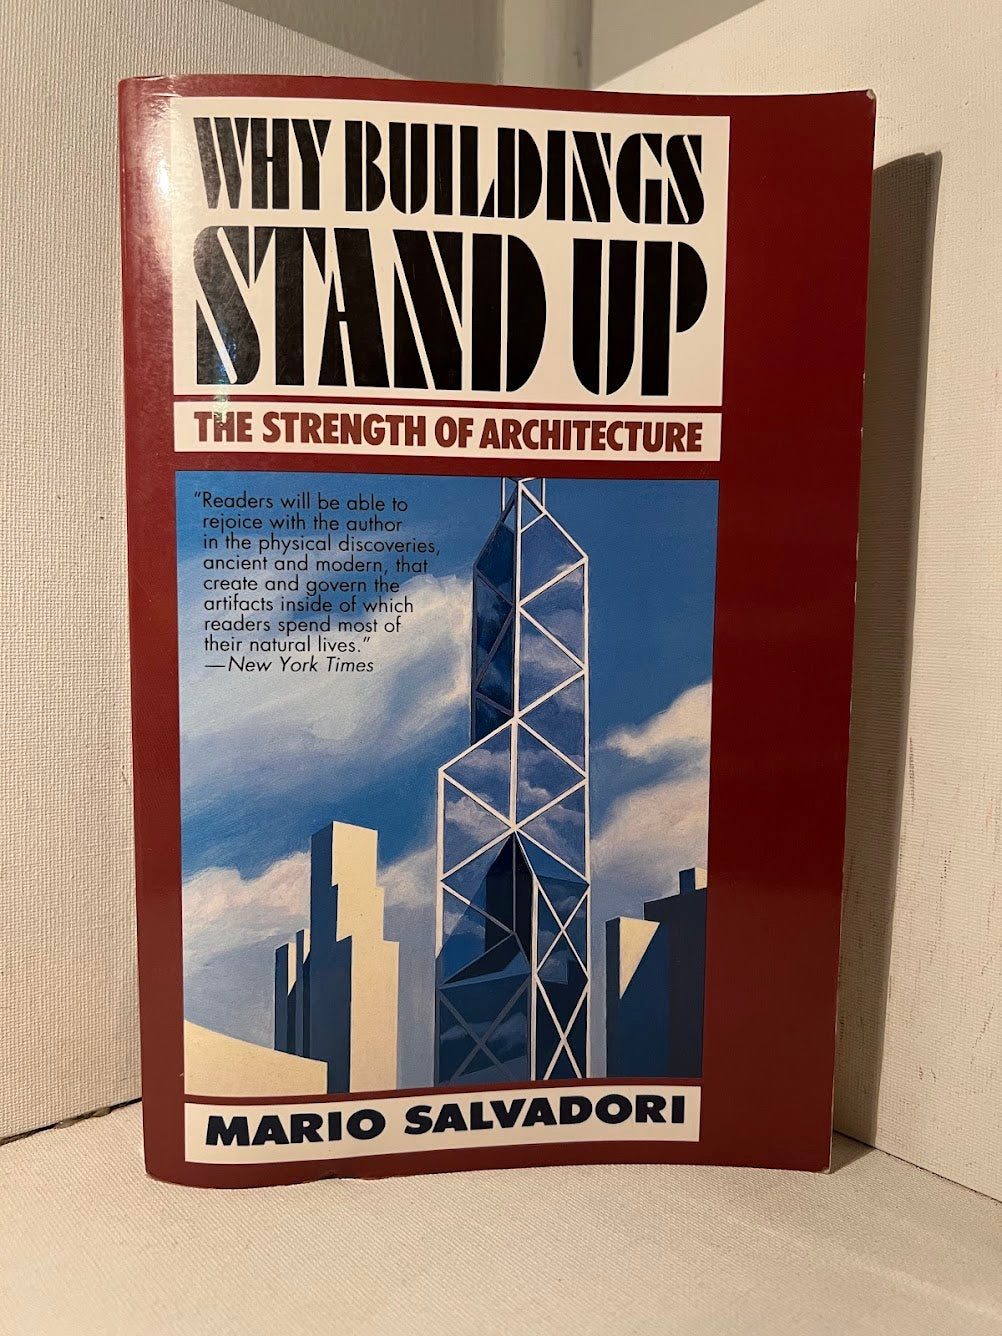 WHY BUILDINGS
STAND UP
THE STRENGTH OF ARCHITECTURE
"Readers will be able to
rejoice with the author
in the physical discoveries,
ancient and modern, that
create and govern the
artifacts inside of which
readers spend most of
their natural lives."
—New York Times
MARIO SALVADORI